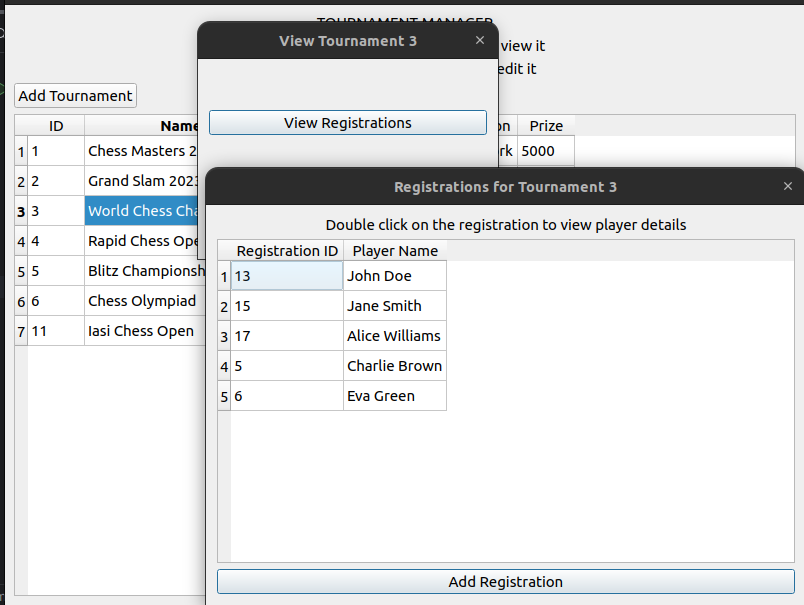 TOURNAMENT MANAGER
View Tournament 3
view it
edit it
Add Tournament
View Registrations
ID Name on Prize
1 1 Chess Masters 2 rk 5000
2 2 Grand Slam 2023
3 3 World Chess Cha
4 4 Rapid Chess Ope
5 5 Blitz Championsh
6 6 Chess Olympiad
7 11 Iasi Chess Open
Registrations for Tournament 3
Double click on the registration to view player details
Registration ID Player Name
1 13 John Doe
2 15 Jane Smith
3 17 Alice Williams
4 5 Charlie Brown
5 6 Eva Green
Add Registration